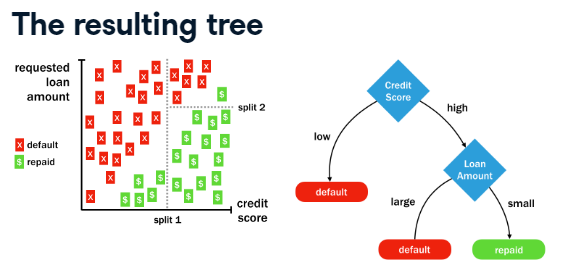 The resulting tree
requested
loan
amount
x default
$ repaid
split 2
split 1
credit
score
Credit
Score
low
high
default
Loan
Amount
large
small
default
repaid